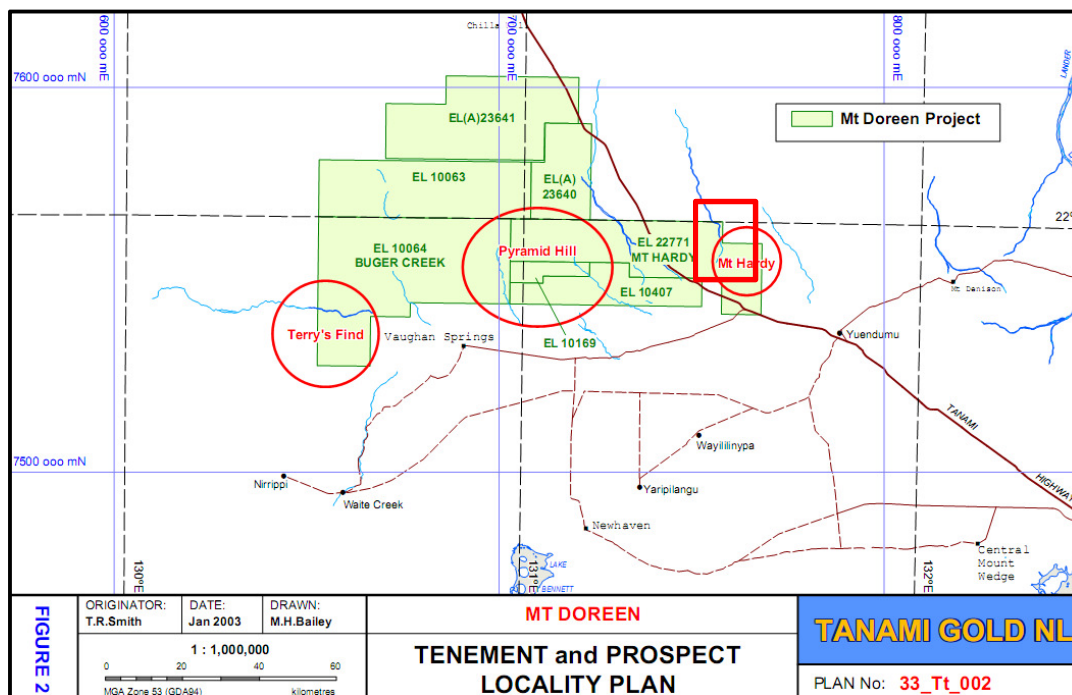 600 000 mE
700 000 mE
800 000 mE
7600 000 mN
7500 000 mN
LANDER
Mt Doreen Project
EL(A)23641
EL 10063
EL(A)
23640
22°
EL 10064
BUGER CREEK
Pyramid Hill
EL 22771
MT HARDY
Mt Hardy
EL 10407
Mt Denison
Terry's Find
Vaughan Springs
EL 10169
Yuendumu
TANAMI
HIGHWAY
Wayililinypa
Nirrippi
Waite Creek
Yaripilangu
Newhaven
Central
Mount
Wedge
LAKE
BENNETT
130°E
131°E
132°E
FIGURE 2
ORIGINATOR:
T.R.Smith
DATE:
Jan 2003
DRAWN:
M.H.Bailey
1 : 1,000,000
0 20 40 60
MGA Zone 53 (GDA94) kilometres
MT DOREEN
TENEMENT and PROSPECT
LOCALITY PLAN
TANAMI GOLD NL
PLAN No: 33_Tt_002